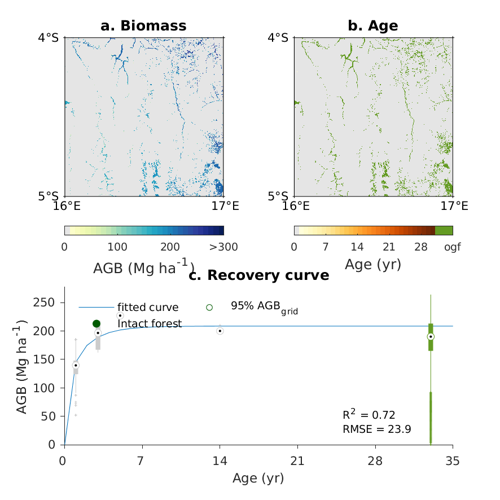 a. Biomass
b. Age
4°S
5°S
16°E
17°E
4°S
5°S
16°E
17°E
0 100 200 >300
AGB (Mg ha-1)
0 7 14 21 28 ogf
Age (yr)
c. Recovery curve
fitted curve
Intact forest
95% AGBgrid
R2 = 0.72
RMSE = 23.9
250
200
150
100
50
0
AGB (Mg ha-1)
0 7 14 21 28 35
Age (yr)